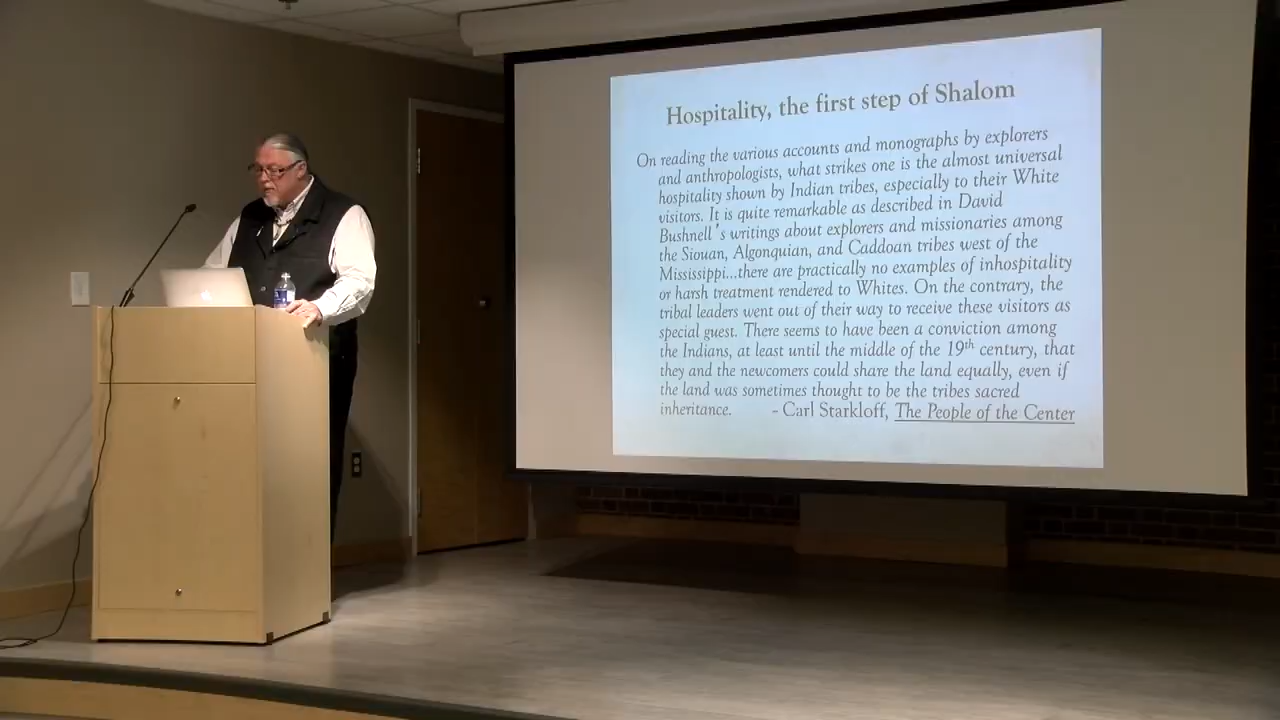 Hospitality, the first step of Shalom
On reading the various accounts and monographs by explorers
and anthropologists, what strikes one is the almost universal
hospitality shown by Indian tribes, especially to their White
visitors. It is quite remarkable as described in David
Bushnell's writings about explorers and missionaries among
the Siouan, Algonquian, and Caddoan tribes west of the
Mississippi...there are practically no examples of inhospitality
or harsh treatment rendered to Whites. On the contrary, the
tribal leaders went out of their way to receive these visitors as
special guest. There seems to have been a conviction among
the Indians, at least until the middle of the 19th century, that
they and the newcomers could share the land equally, even if
the land was sometimes thought to be the tribes sacred
inheritance. - Carl Starkloff, The People of the Center